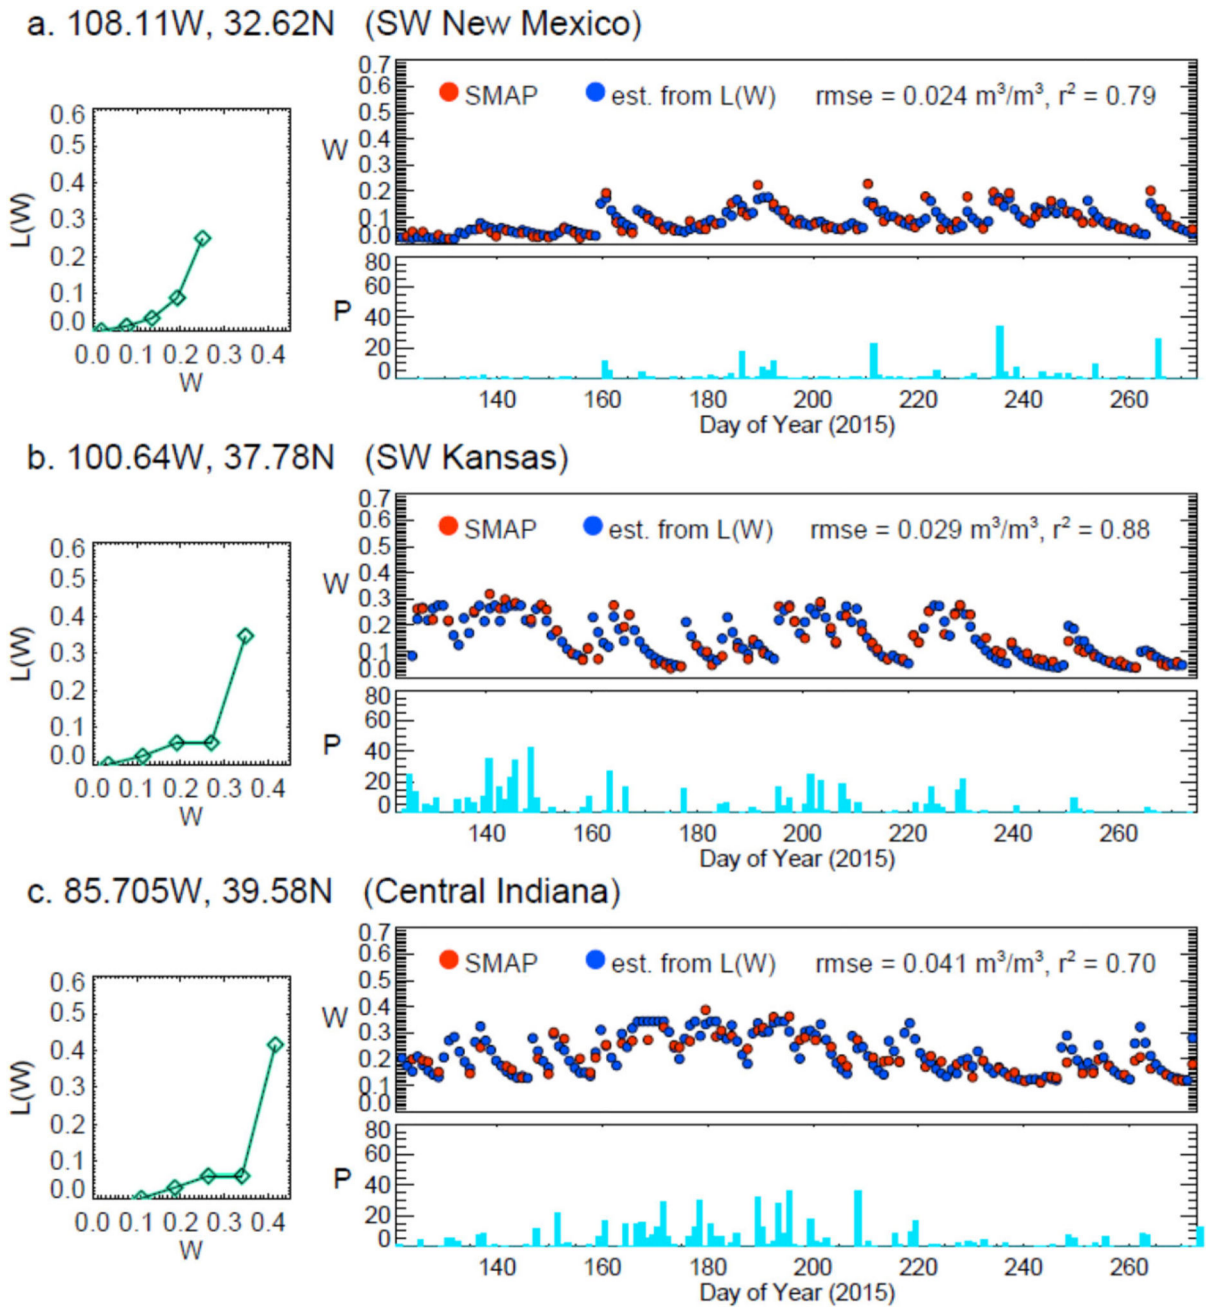 a. 108.11W, 32.62N (SW New Mexico)
0.7
0.6
0.5
0.4
0.3
0.2
0.1
0.0
W
SMAP
est. from L(W)
rmse = 0.024 m³/m³, r² = 0.79
0.6
0.5
0.4
0.3
0.2
0.1
0.0
L(W)
0.0 0.1 0.2 0.3 0.4
W
80
60
40
20
0
P
140 160 180 200 220 240 260
Day of Year (2015)
b. 100.64W, 37.78N (SW Kansas)
0.7
0.6
0.5
0.4
0.3
0.2
0.1
0.0
W
SMAP
est. from L(W)
rmse = 0.029 m³/m³, r² = 0.88
0.6
0.5
0.4
0.3
0.2
0.1
0.0
L(W)
0.0 0.1 0.2 0.3 0.4
W
80
60
40
20
0
P
140 160 180 200 220 240 260
Day of Year (2015)
c. 85.705W, 39.58N (Central Indiana)
0.7
0.6
0.5
0.4
0.3
0.2
0.1
0.0
W
SMAP
est. from L(W)
rmse = 0.041 m³/m³, r² = 0.70
0.6
0.5
0.4
0.3
0.2
0.1
0.0
L(W)
0.0 0.1 0.2 0.3 0.4
W
80
60
40
20
0
P
140 160 180 200 220 240 260
Day of Year (2015)